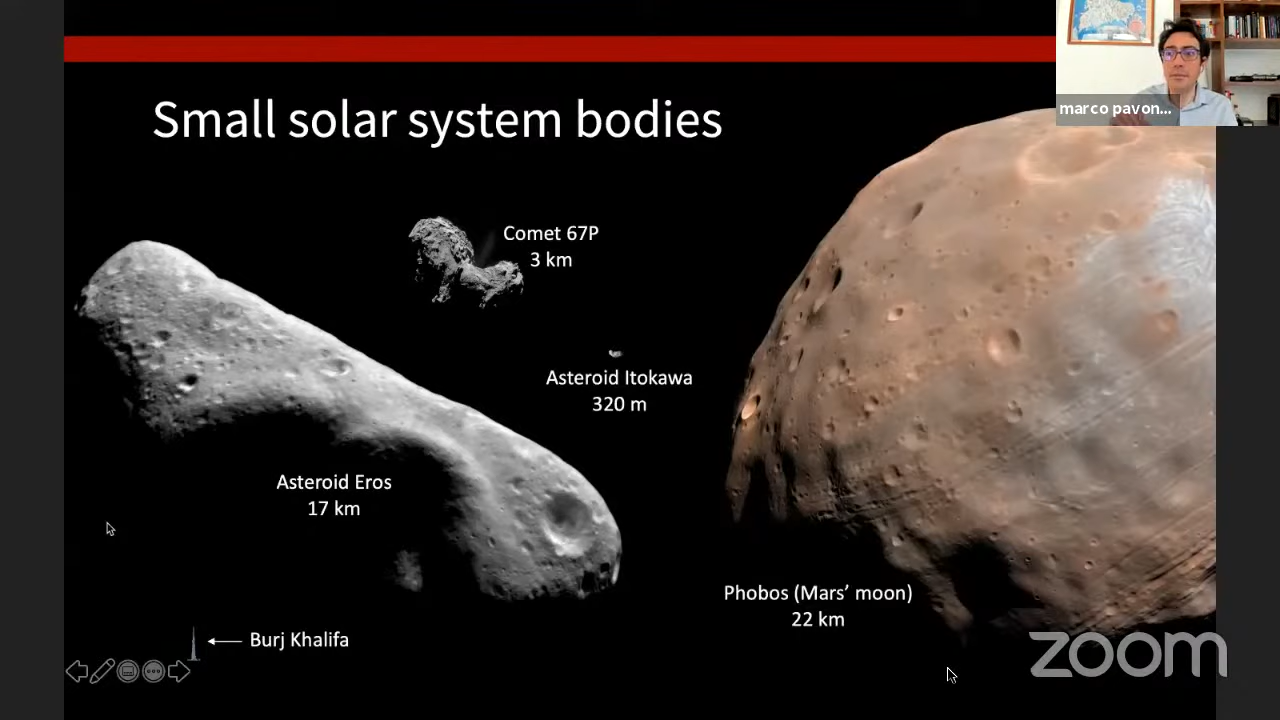 marco pavon...
Small solar system bodies
Comet 67P
3 km
Asteroid Itokawa
320 m
Asteroid Eros
17 km
Phobos (Mars’ moon)
22 km
Burj Khalifa
zoom